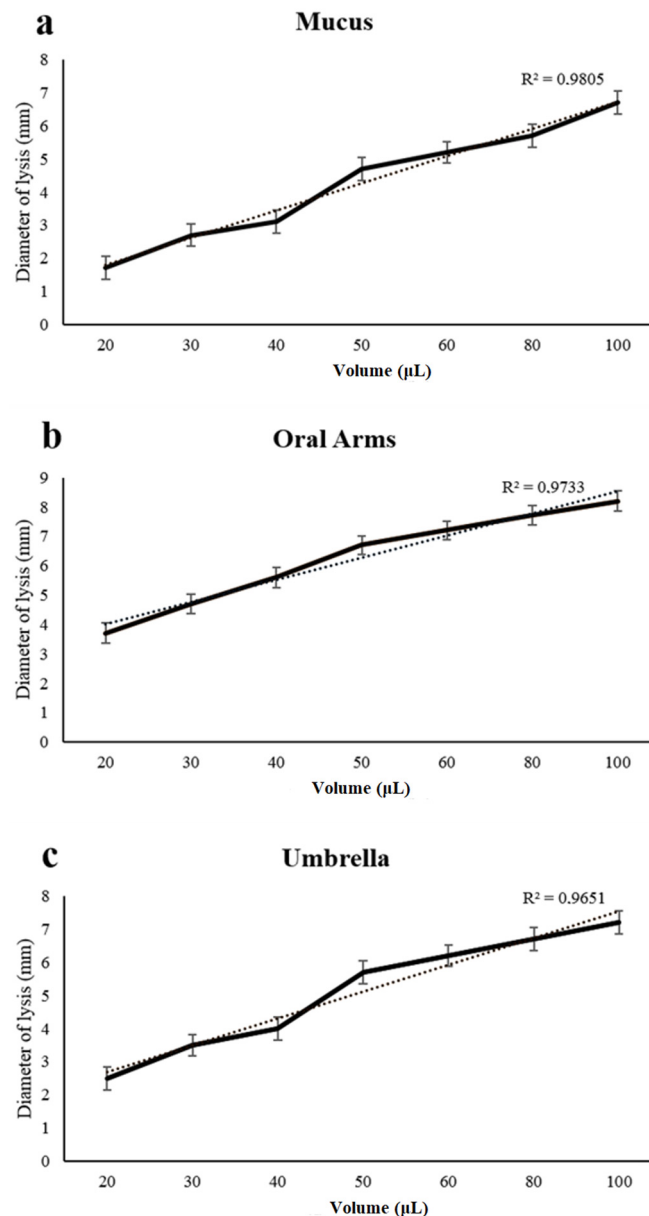 a
Mucus
R² = 0.9805
Diameter of lysis (mm)
8
7
6
5
4
3
2
1
0
20 30 40 50 60 80 100
Volume (μL)
b
Oral Arms
R² = 0.9733
Diameter of lysis (mm)
9
8
7
6
5
4
3
2
1
0
20 30 40 50 60 80 100
Volume (μL)
c
Umbrella
R² = 0.9651
Diameter of lysis (mm)
8
7
6
5
4
3
2
1
0
20 30 40 50 60 80 100
Volume (μL)